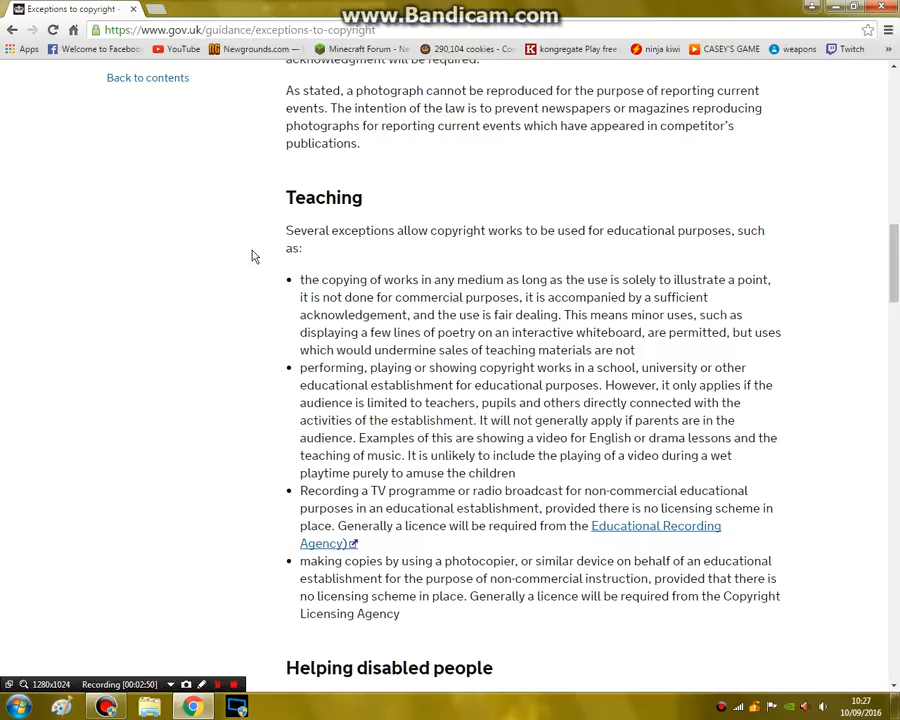 www.Bandicam.com
Exceptions to copyright -
https://www.gov.uk/guidance/exceptions-to-copyright
Apps Welcome to Faceboo YouTube Newgrounds.com — Minecraft Forum - Ne 290,104 cookies - Co kongregate Play free ninja kiwi CASEY'S GAME weapons Twitch
acknowledgment will be required.
Back to contents
As stated, a photograph cannot be reproduced for the purpose of reporting current
events. The intention of the law is to prevent newspapers or magazines reproducing
photographs for reporting current events which have appeared in competitor's
publications.
Teaching
Several exceptions allow copyright works to be used for educational purposes, such
as:
• the copying of works in any medium as long as the use is solely to illustrate a point,
it is not done for commercial purposes, it is accompanied by a sufficient
acknowledgement, and the use is fair dealing. This means minor uses, such as
displaying a few lines of poetry on an interactive whiteboard, are permitted, but uses
which would undermine sales of teaching materials are not
• performing, playing or showing copyright works in a school, university or other
educational establishment for educational purposes. However, it only applies if the
audience is limited to teachers, pupils and others directly connected with the
activities of the establishment. It will not generally apply if parents are in the
audience. Examples of this are showing a video for English or drama lessons and the
teaching of music. It is unlikely to include the playing of a video during a wet
playtime purely to amuse the children
• Recording a TV programme or radio broadcast for non-commercial educational
purposes in an educational establishment, provided there is no licensing scheme in
place. Generally a licence will be required from the Educational Recording
Agency)
• making copies by using a photocopier, or similar device on behalf of an educational
establishment for the purpose of non-commercial instruction, provided that there is
no licensing scheme in place. Generally a licence will be required from the Copyright
Licensing Agency
Helping disabled people
1280x1024 Recording [00:02:50]
10:27
10/09/2016